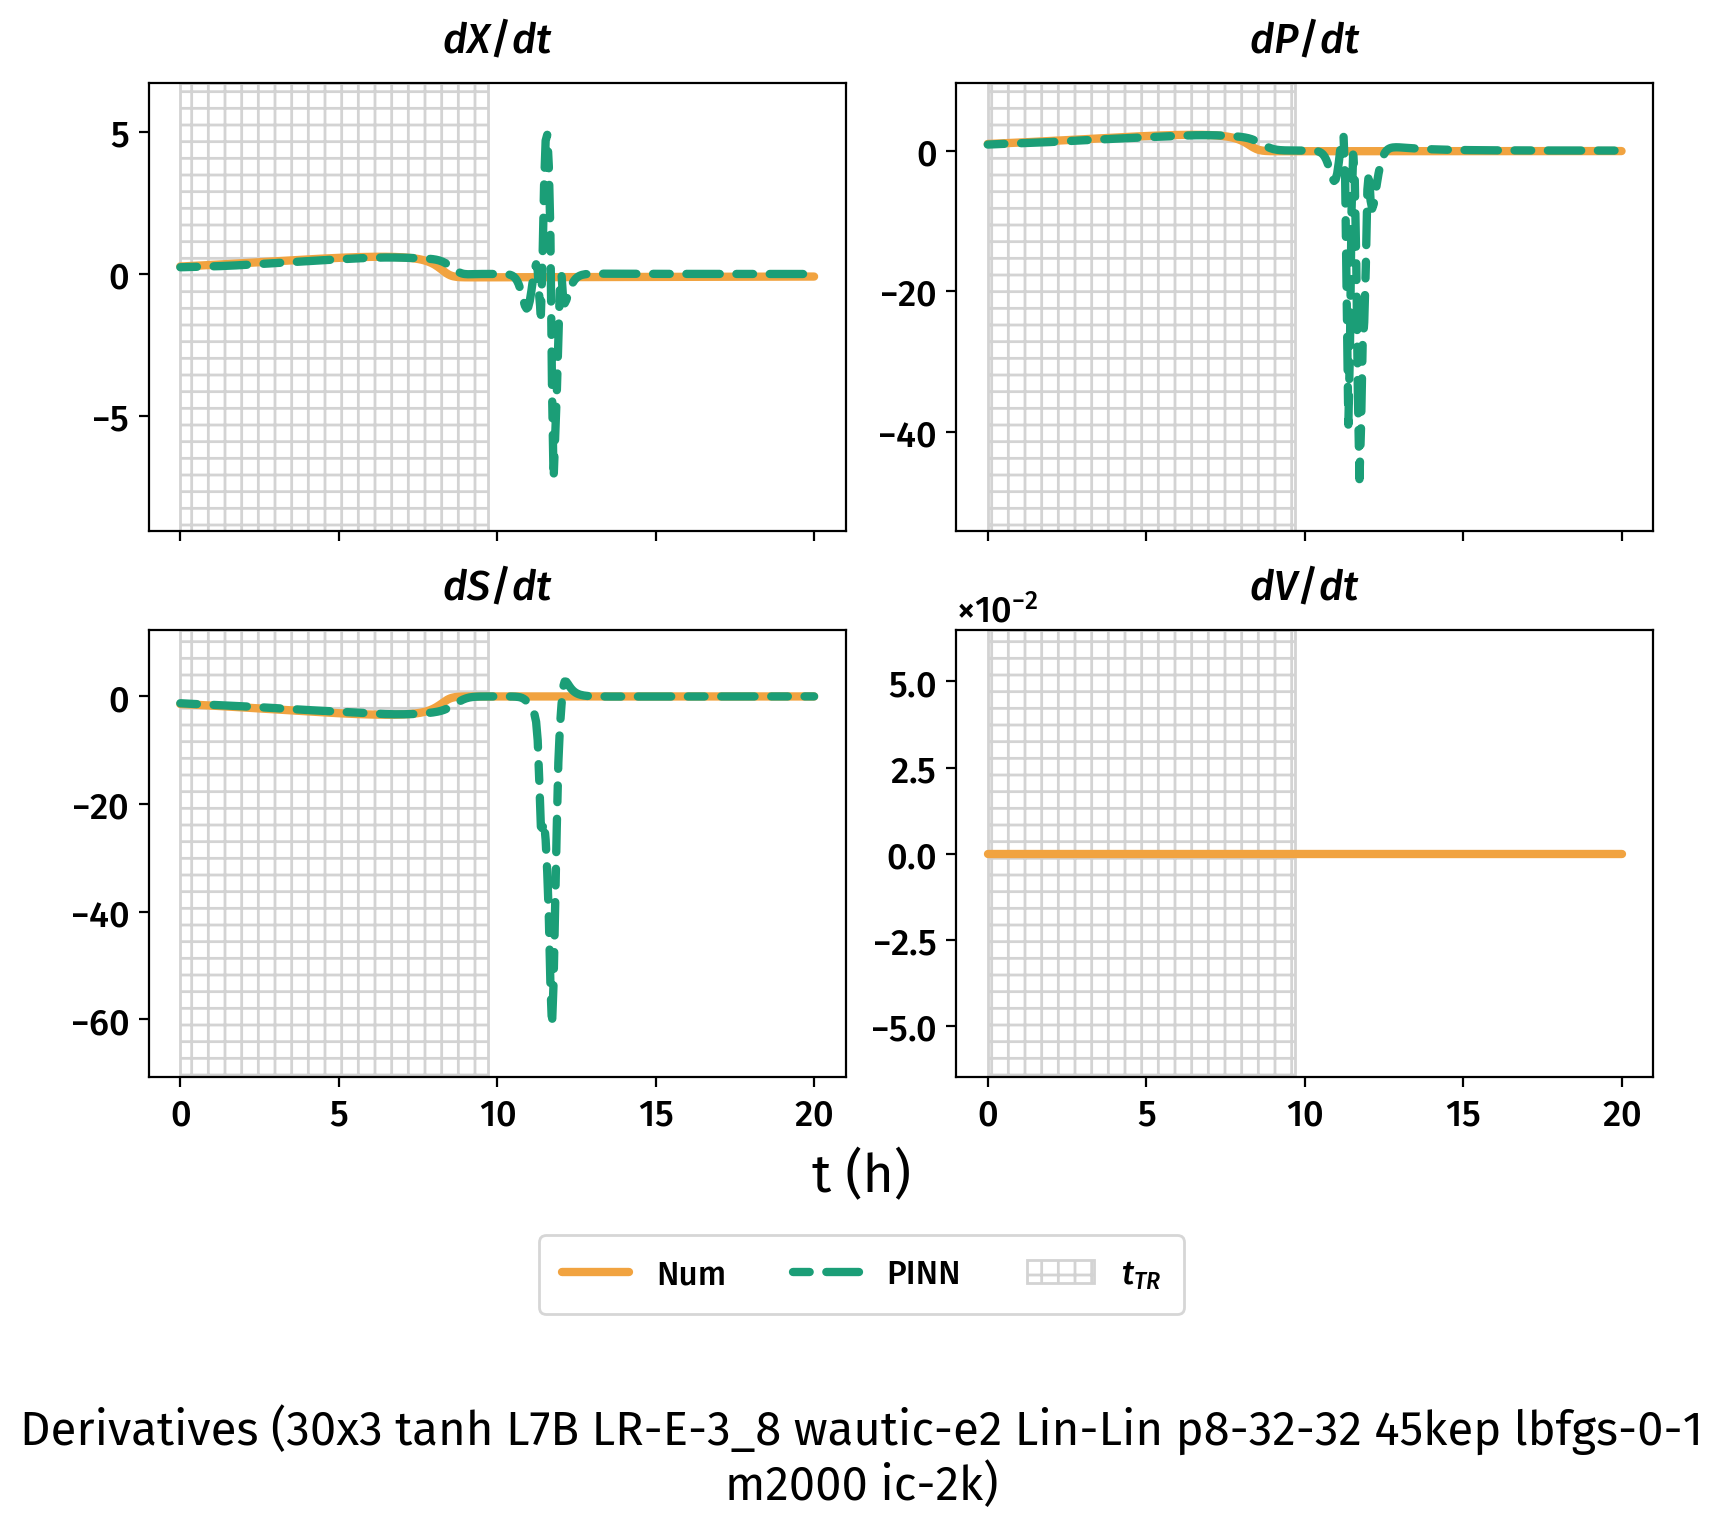 dX/dt
dP/dt
5
0
−5
0
−20
−40
dS/dt
dV/dt
×10⁻²
0
−20
−40
−60
5.0
2.5
0.0
−2.5
−5.0
0 5 10 15 20
0 5 10 15 20
t (h)
Num PINN t_TR
Derivatives (30x3 tanh L7B LR-E-3_8 wautic-e2 Lin-Lin p8-32-32 45kep lbfgs-0-1
m2000 ic-2k)